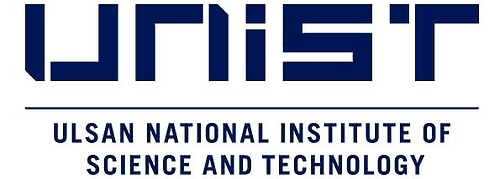 UNIST
ULSAN NATIONAL INSTITUTE OF
SCIENCE AND TECHNOLOGY